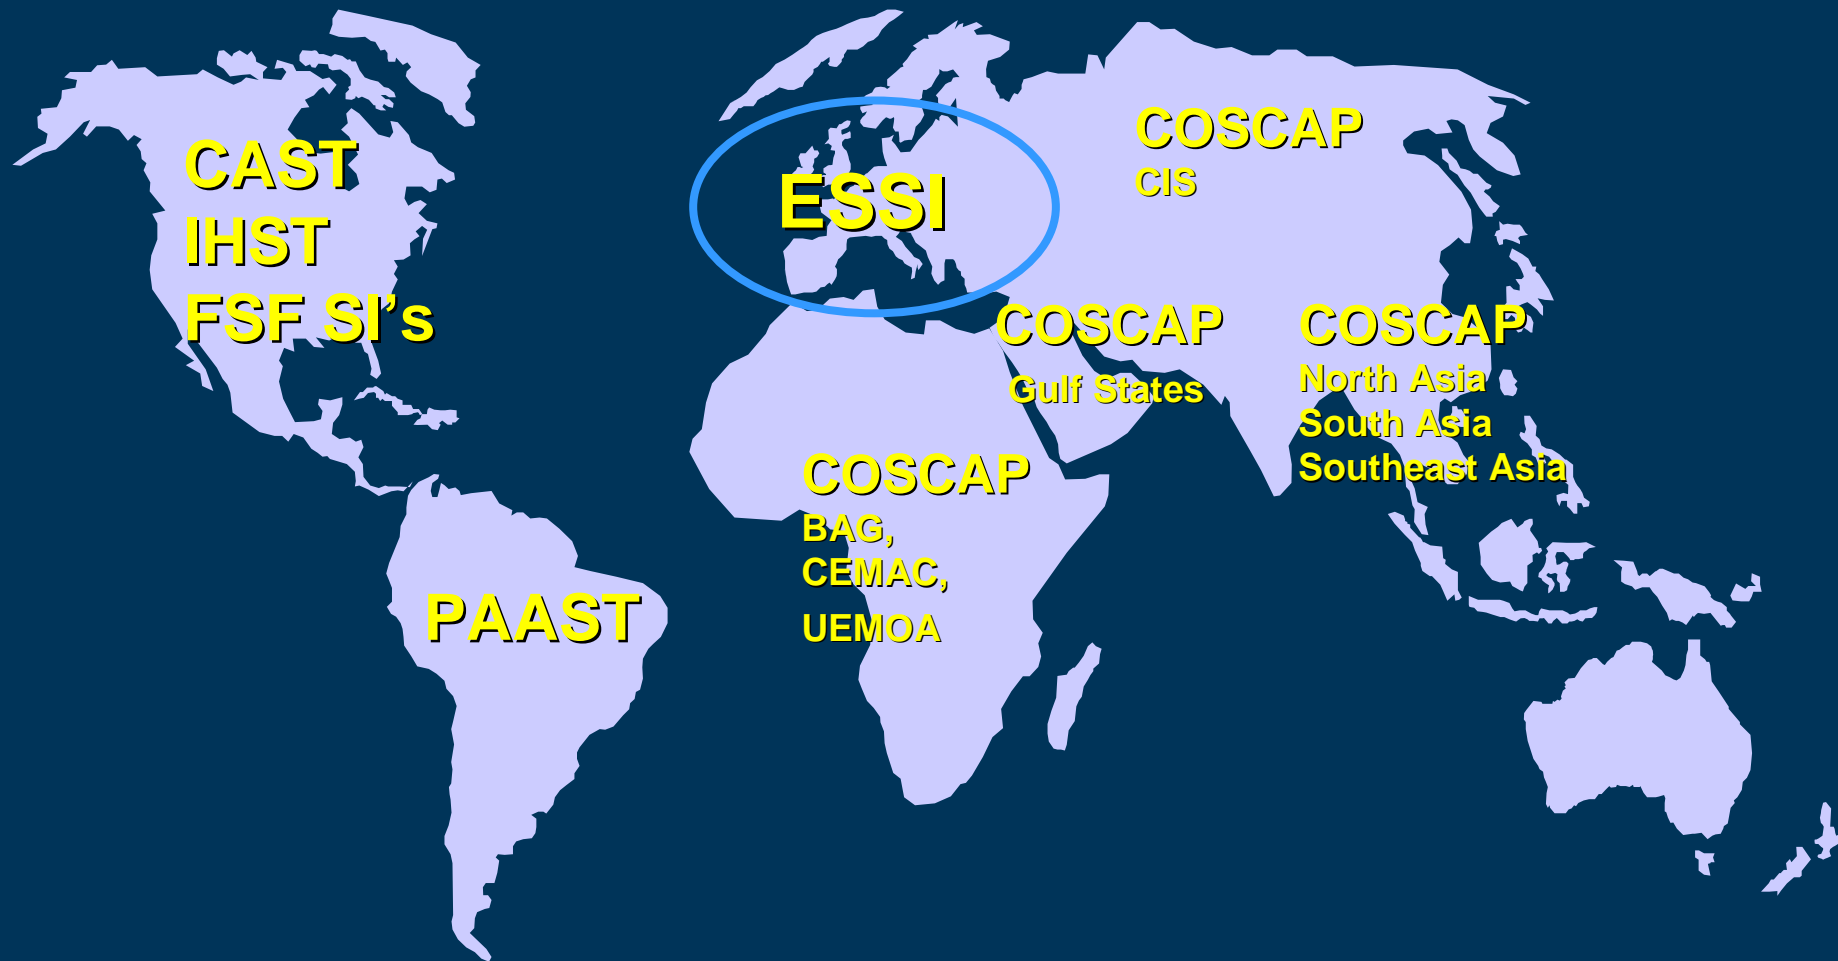 CAST
IHST
FSF SI’s
PAAST
ESSI
COSCAP
CIS
COSCAP
Gulf States
COSCAP
North Asia
South Asia
Southeast Asia
COSCAP
BAG,
CEMAC,
UEMOA